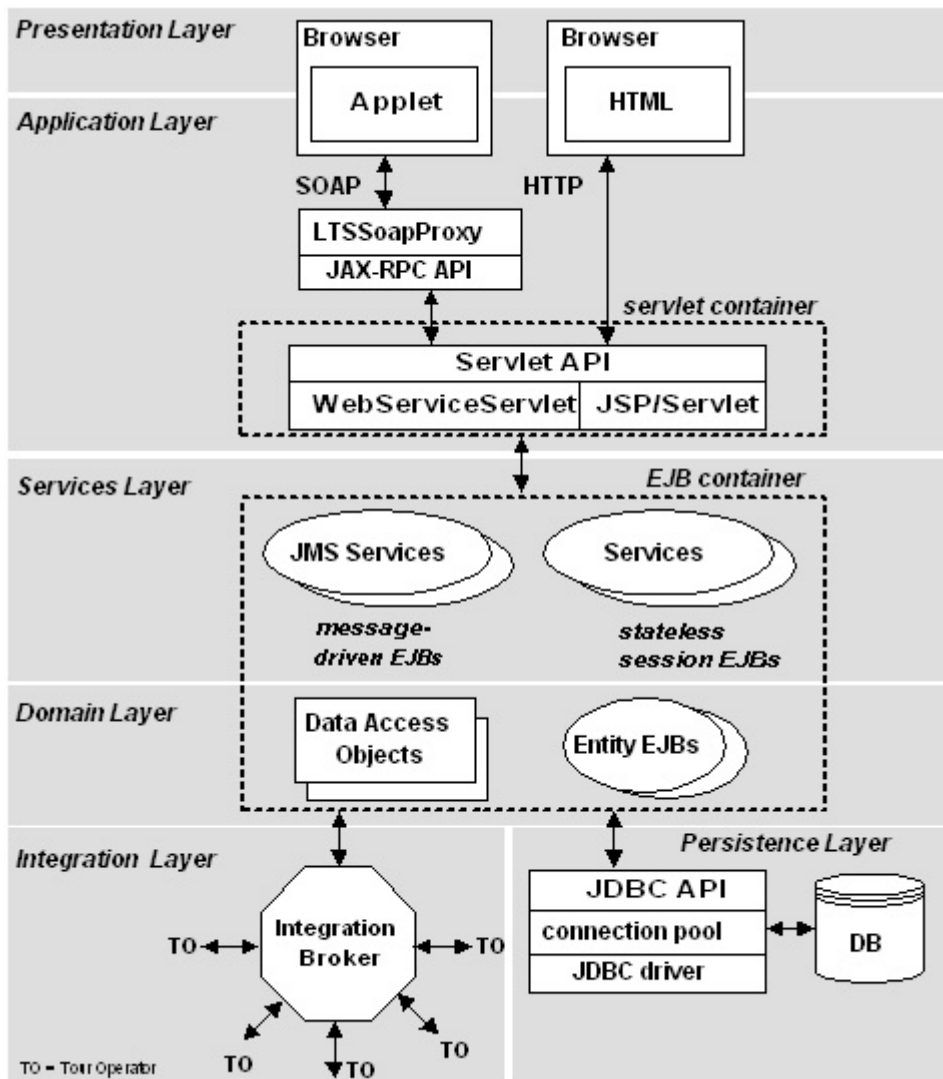 Presentation Layer
Browser
Applet
Browser
HTML
Application Layer
SOAP
HTTP
LTSSoapProxy
JAX-RPC API
servlet container
Servlet API
WebServiceServlet
JSP/Servlet
Services Layer
EJB container
JMS Services
Services
message-
driven EJBs
stateless
session EJBs
Domain Layer
Data Access
Objects
Entity EJBs
Integration Layer
Integration
Broker
TO
TO
TO
TO
TO
TO = Tour Operator
Persistence Layer
JDBC API
connection pool
JDBC driver
DB